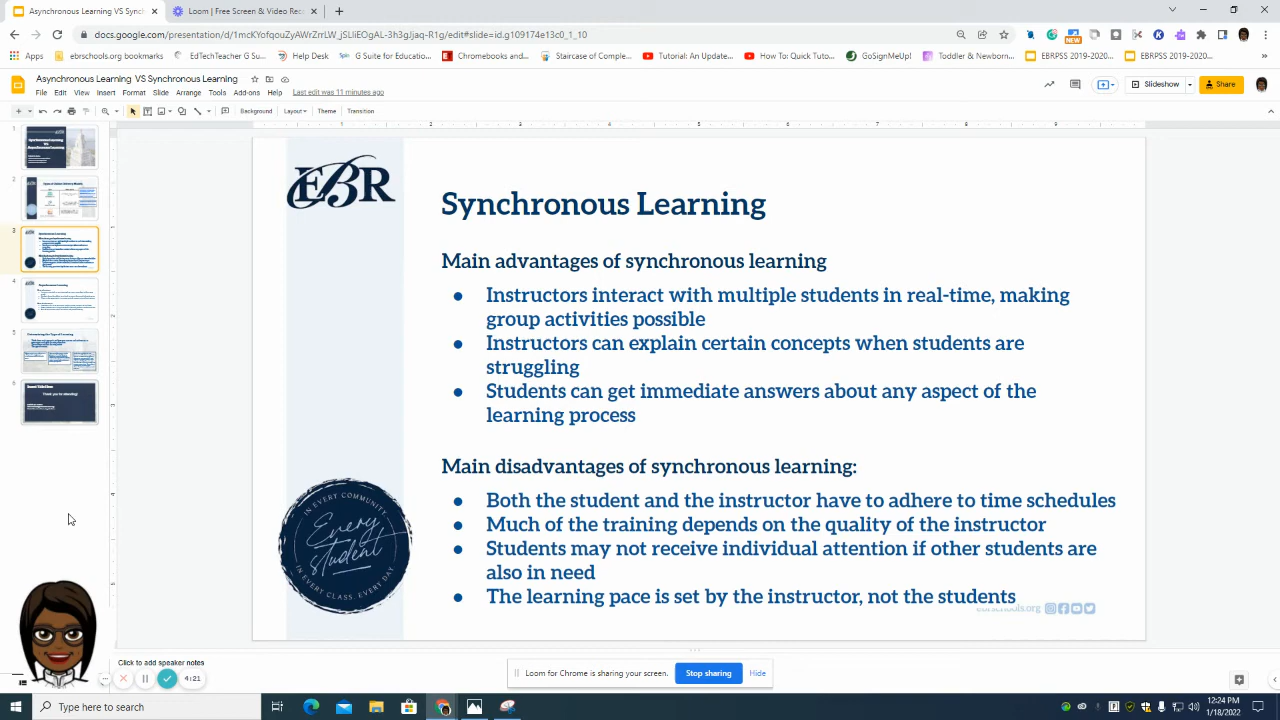 Asynchronous Learning VS Sync
Loom | Free Screen & Video Rec
docs.google.com/presentation/d/1mcKYofqouZyAWrZrrLW_jSLliEOgAL-3h3gJjaq-R1g/edit#slide=id.g109174e13c0_1_10
NEW
Apps
ebrschools.org bookmarks
EdTechTeacher G Su...
RISE
Slides for Educatio...
Chromebooks and...
Staircase of Comple...
Tutorial: An Update...
How To: Quick Tuto...
GoSignMeUp!
Toddler & Newborn...
EBRPSS 2019-2020...
EBRPSS 2019-2020...
Asynchronous Learning VS Synchronous Learning
File Edit View Insert Format Slide Arrange Tools Add-ons Help Last edit was 11 minutes ago
Slideshow
Share
Background Layout Theme Transition
EBR
Synchronous Learning
Main advantages of synchronous learning
● Instructors interact with multiple students in real-time, making
group activities possible
● Instructors can explain certain concepts when students are
struggling
● Students can get immediate answers about any aspect of the
learning process
Main disadvantages of synchronous learning:
● Both the student and the instructor have to adhere to time schedules
● Much of the training depends on the quality of the instructor
● Students may not receive individual attention if other students are
also in need
● The learning pace is set by the instructor, not the students
ebrschools.org
IN EVERY COMMUNITY
Every
Student
IN EVERY CLASS. EVERY DAY
Click to add speaker notes
4:21
Loom for Chrome is sharing your screen.
Stop sharing
Hide
Type here to search
12:24 PM
1/18/2022